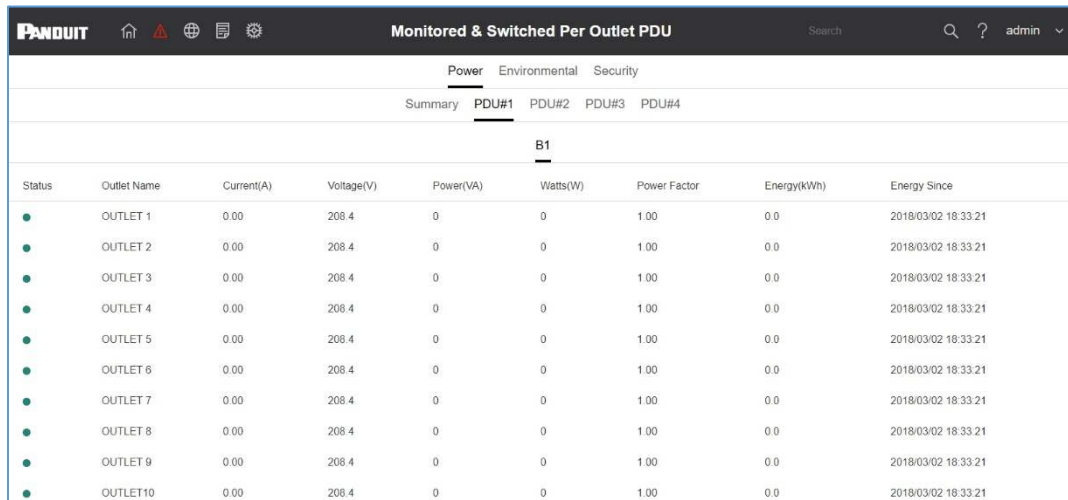 PANDUIT Monitored & Switched Per Outlet PDU Search ? admin
Power Environmental Security
Summary PDU#1 PDU#2 PDU#3 PDU#4
B1
Status Outlet Name Current(A) Voltage(V) Power(VA) Watts(W) Power Factor Energy(kWh) Energy Since
OUTLET 1 0.00 208.4 0 0 1.00 0.0 2018/03/02 18:33:21
OUTLET 2 0.00 208.4 0 0 1.00 0.0 2018/03/02 18:33:21
OUTLET 3 0.00 208.4 0 0 1.00 0.0 2018/03/02 18:33:21
OUTLET 4 0.00 208.4 0 0 1.00 0.0 2018/03/02 18:33:21
OUTLET 5 0.00 208.4 0 0 1.00 0.0 2018/03/02 18:33:21
OUTLET 6 0.00 208.4 0 0 1.00 0.0 2018/03/02 18:33:21
OUTLET 7 0.00 208.4 0 0 1.00 0.0 2018/03/02 18:33:21
OUTLET 8 0.00 208.4 0 0 1.00 0.0 2018/03/02 18:33:21
OUTLET 9 0.00 208.4 0 0 1.00 0.0 2018/03/02 18:33:21
OUTLET10 0.00 208.4 0 0 1.00 0.0 2018/03/02 18:33:21